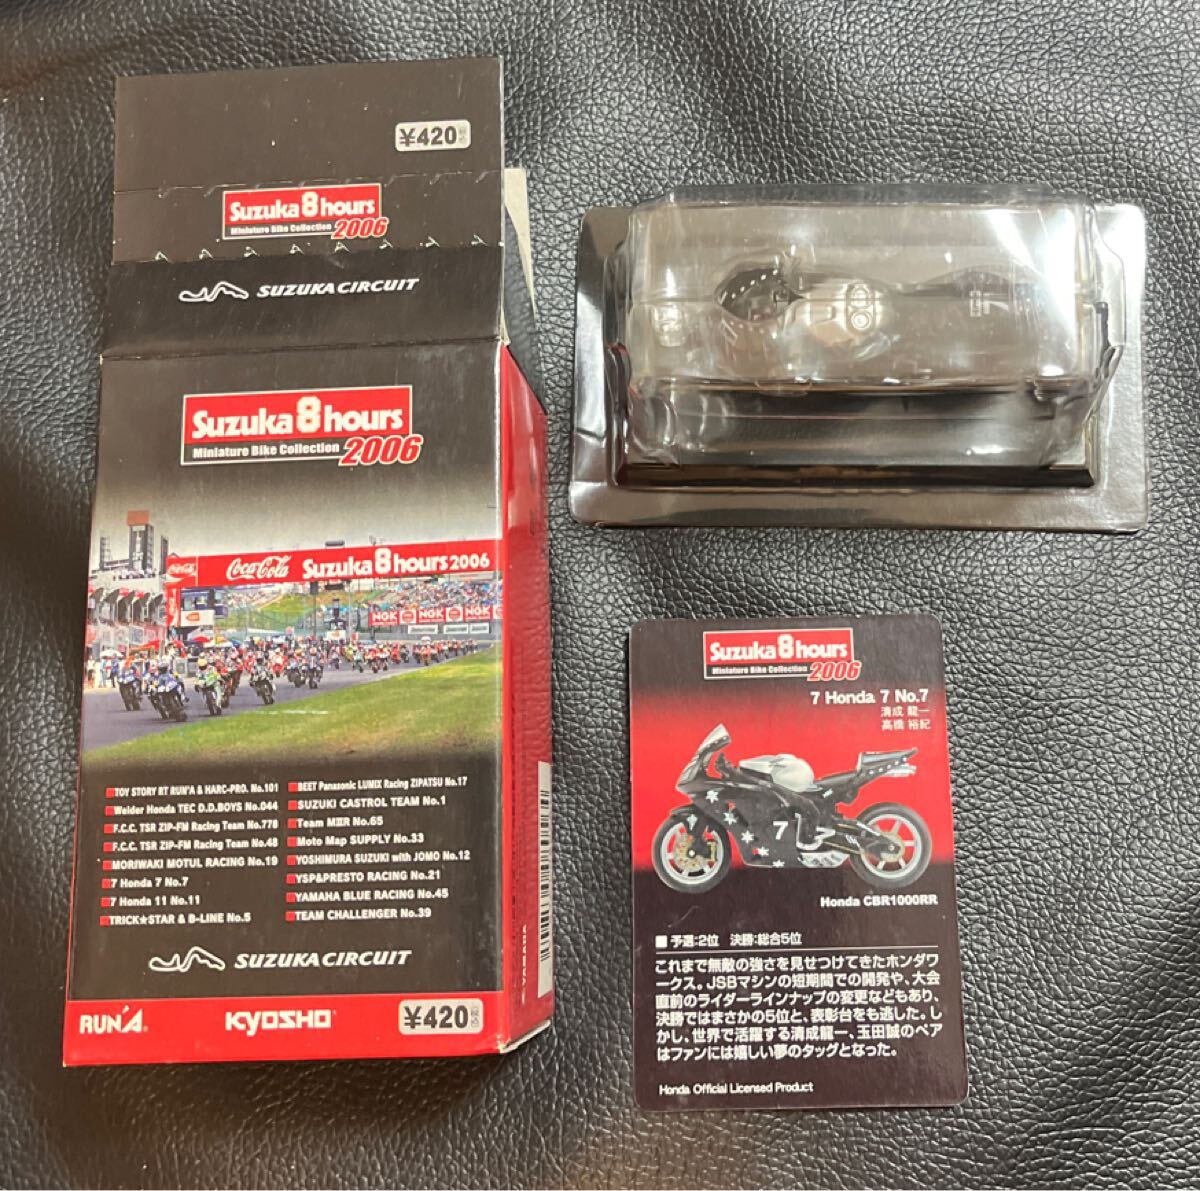 ¥420
Suzuka 8hours
Miniature Bike Collection 2006
SUZUKA CIRCUIT
Suzuka 8hours
Miniature Bike Collection 2006
Coca-Cola
Coca-Cola Suzuka 8hours 2006
NGK NGK NGK
TOY STORY RT RUN'A & HARC-PRO. No.101
Welder Honda TEC D.D.BOYS No.044
F.C.C. TSR ZIP-FM Racing Team No.778
F.C.C. TSR ZIP-FM Racing Team No.48
MORIWAKI MOTUL RACING No.19
7 Honda 7 No.7
7 Honda 11 No.11
TRICK★STAR & B-LINE No.5
BEET Panasonic LUMIX Racing ZIPATSU No.17
SUZUKI CASTROL TEAM No.1
Team MⅢR No.65
Moto Map SUPPLY No.33
YOSHIMURA SUZUKI with JOMO No.12
YSP&PRESTO RACING No.21
YAMAHA BLUE RACING No.45
TEAM CHALLENGER No.39
SUZUKA CIRCUIT
RUN'A
KYOSHO
¥420
YAMAHA
7
Suzuka 8hours
Miniature Bike Collection 2006
7 Honda 7 No.7
清成 龍一
高橋 裕紀
7
Honda CBR1000RR
■ 予選:2位 決勝:総合5位
これまで無敵の強さを見せつけてきたホンダワ
ークス。JSBマシンの短期間での開発や、大会
直前のライダーラインナップの変更などもあり、
決勝ではまさかの5位と、表彰台をも逃した。し
かし、世界で活躍する清成龍一、玉田誠のペア
はファンには嬉しい夢のタッグとなった。
Honda Official Licensed Product